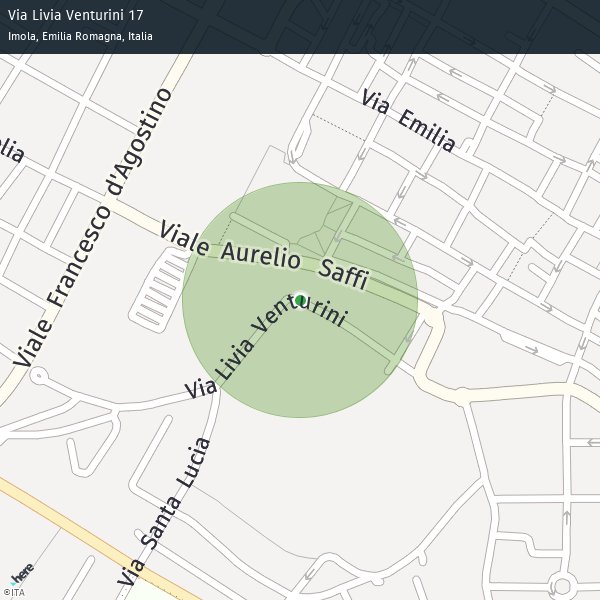 Via Livia Venturini 17
Imola, Emilia Romagna, Italia
Via Emilia
elia
Viale Francesco d'Agostino
Viale Aurelio Saffi
Via Livia Venturini
Via Santa Lucia
here
©ITA